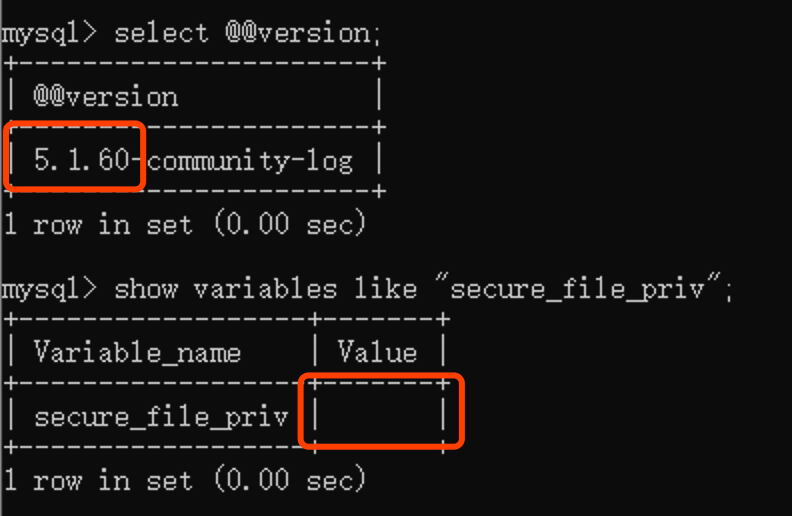 mysql> select @@version;
+----------------------+
| @@version            |
+----------------------+
| 5.1.60-community-log |
+----------------------+
1 row in set (0.00 sec)
mysql> show variables like "secure_file_priv";
+------------------+-------+
| Variable_name    | Value |
+------------------+-------+
| secure_file_priv |       |
+------------------+-------+
1 row in set (0.00 sec)